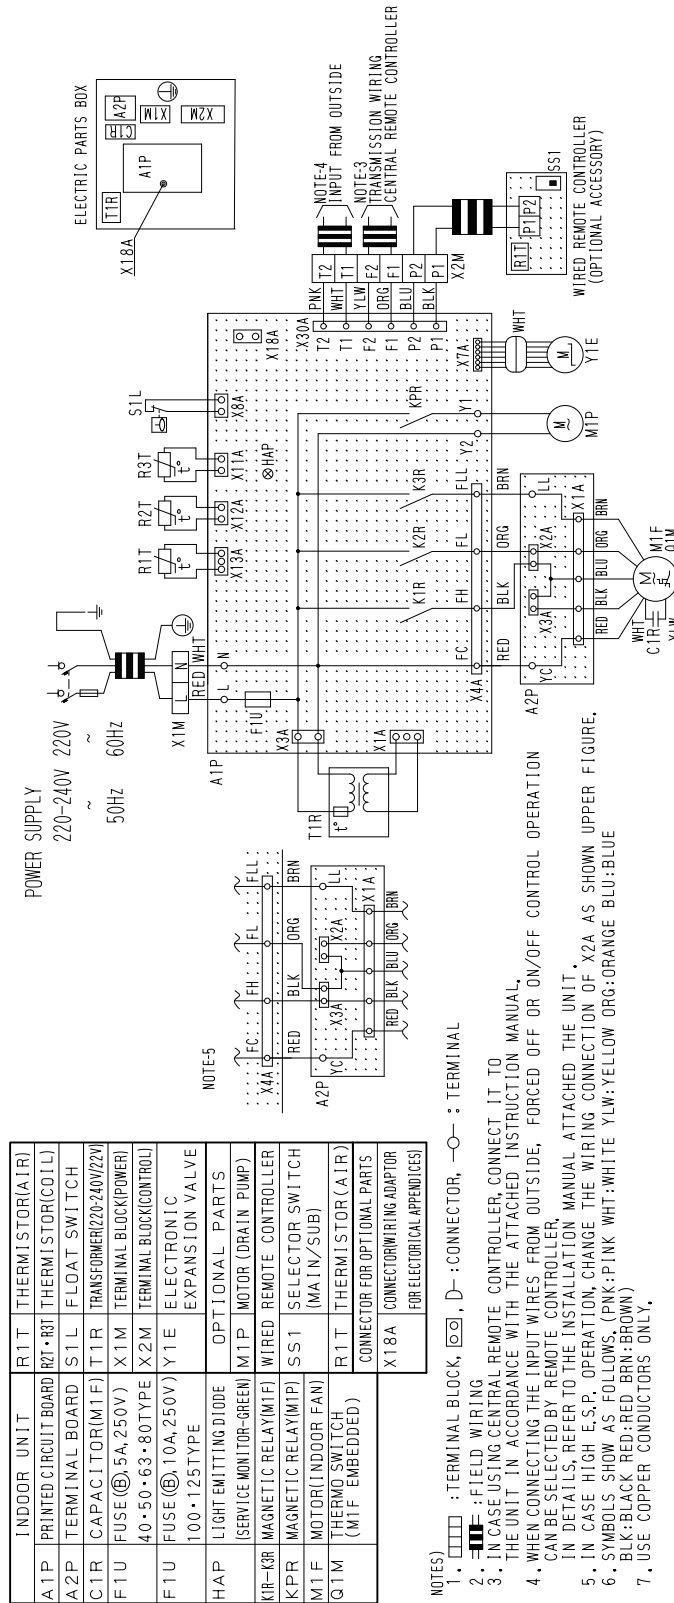 POWER SUPPLY
220-240V 220V
~ ~
50Hz 60Hz
ELECTRIC PARTS BOX
T1R
C1R
A2P
A1P
X1M
X2M
X18A
X1M
L
N
RED
WHT
A1P
L
N
F1U
R1T
t°
X13A
R2T
t°
X12A
R3T
t°
X11A
S1L
X8A
HAP
X18A
X30A
T2
T1
F2
F1
P2
P1
PNK
WHT
YLW
ORG
BLU
BLK
T2
T1
F2
F1
P2
P1
X2M
NOTE-4
INPUT FROM OUTSIDE
NOTE-3
TRANSMISSION WIRING
CENTRAL REMOTE CONTROLLER
R1T
P1
P2
SS1
WIRED REMOTE CONTROLLER
(OPTIONAL ACCESSORY)
X3A
X1A
T1R
t°
K1R
K2R
K3R
KPR
X4A
FC
FH
FL
FLL
Y2
Y1
X7A
WHT
M
Y1E
M
~
M1P
RED
BLK
ORG
BRN
A2P
YC
X3A
X2A
LL
X1A
RED
BLK
BLU
ORG
BRN
WHT
C1R
YLW
M
~
M1F
Q1M
NOTE-5
X4A
FC
FH
FL
FLL
RED
BLK
ORG
BRN
A2P
YC
X3A
X2A
LL
X1A
RED
BLK
BLU
ORG
BRN
INDOOR UNIT
A1P PRINTED CIRCUIT BOARD
A2P TERMINAL BOARD
C1R CAPACITOR(M1F)
F1U FUSE(Ⓑ,5A,250V)
40·50·63·80TYPE
F1U FUSE(Ⓑ,10A,250V)
100·125TYPE
HAP LIGHT EMITTING DIODE
(SERVICE MONITOR-GREEN)
K1R-K3R MAGNETIC RELAY(M1F)
KPR MAGNETIC RELAY(M1P)
M1F MOTOR(INDOOR FAN)
Q1M THERMO SWITCH
(M1F EMBEDDED)
R1T THERMISTOR(AIR)
R2T·R3T THERMISTOR(COIL)
S1L FLOAT SWITCH
T1R TRANSFORMER(220-240V/22V)
X1M TERMINAL BLOCK(POWER)
X2M TERMINAL BLOCK(CONTROL)
Y1E ELECTRONIC
EXPANSION VALVE
OPTIONAL PARTS
M1P MOTOR(DRAIN PUMP)
WIRED REMOTE CONTROLLER
SS1 SELECTOR SWITCH
(MAIN/SUB)
R1T THERMISTOR(AIR)
CONNECTOR FOR OPTIONAL PARTS
X18A CONNECTOR(WIRING ADAPTOR
FOR ELECTORICAL APPENDICES)
NOTES)
1. :TERMINAL BLOCK, , :CONNECTOR, :TERMINAL
2. :FIELD WIRING
3. IN CASE USING CENTRAL REMOTE CONTROLLER, CONNECT IT TO
THE UNIT IN ACCORDANCE WITH THE ATTACHED INSTRUCTION MANUAL.
4. WHEN CONNECTING THE INPUT WIRES FROM OUTSIDE, FORCED OFF OR ON/OFF CONTROL OPERATION
CAN BE SELECTED BY REMOTE CONTROLLER.
IN DETAILS, REFER TO THE INSTALLATION MANUAL ATTACHED THE UNIT.
5. IN CASE HIGH E.S.P. OPERATION, CHANGE THE WIRING CONNECTION OF X2A AS SHOWN UPPER FIGURE.
6. SYMBOLS SHOW AS FOLLOWS. (PNK:PINK WHT:WHITE YLW:YELLOW ORG:ORANGE BLU:BLUE
BLK:BLACK RED:RED BRN:BROWN)
7. USE COPPER CONDUCTORS ONLY.